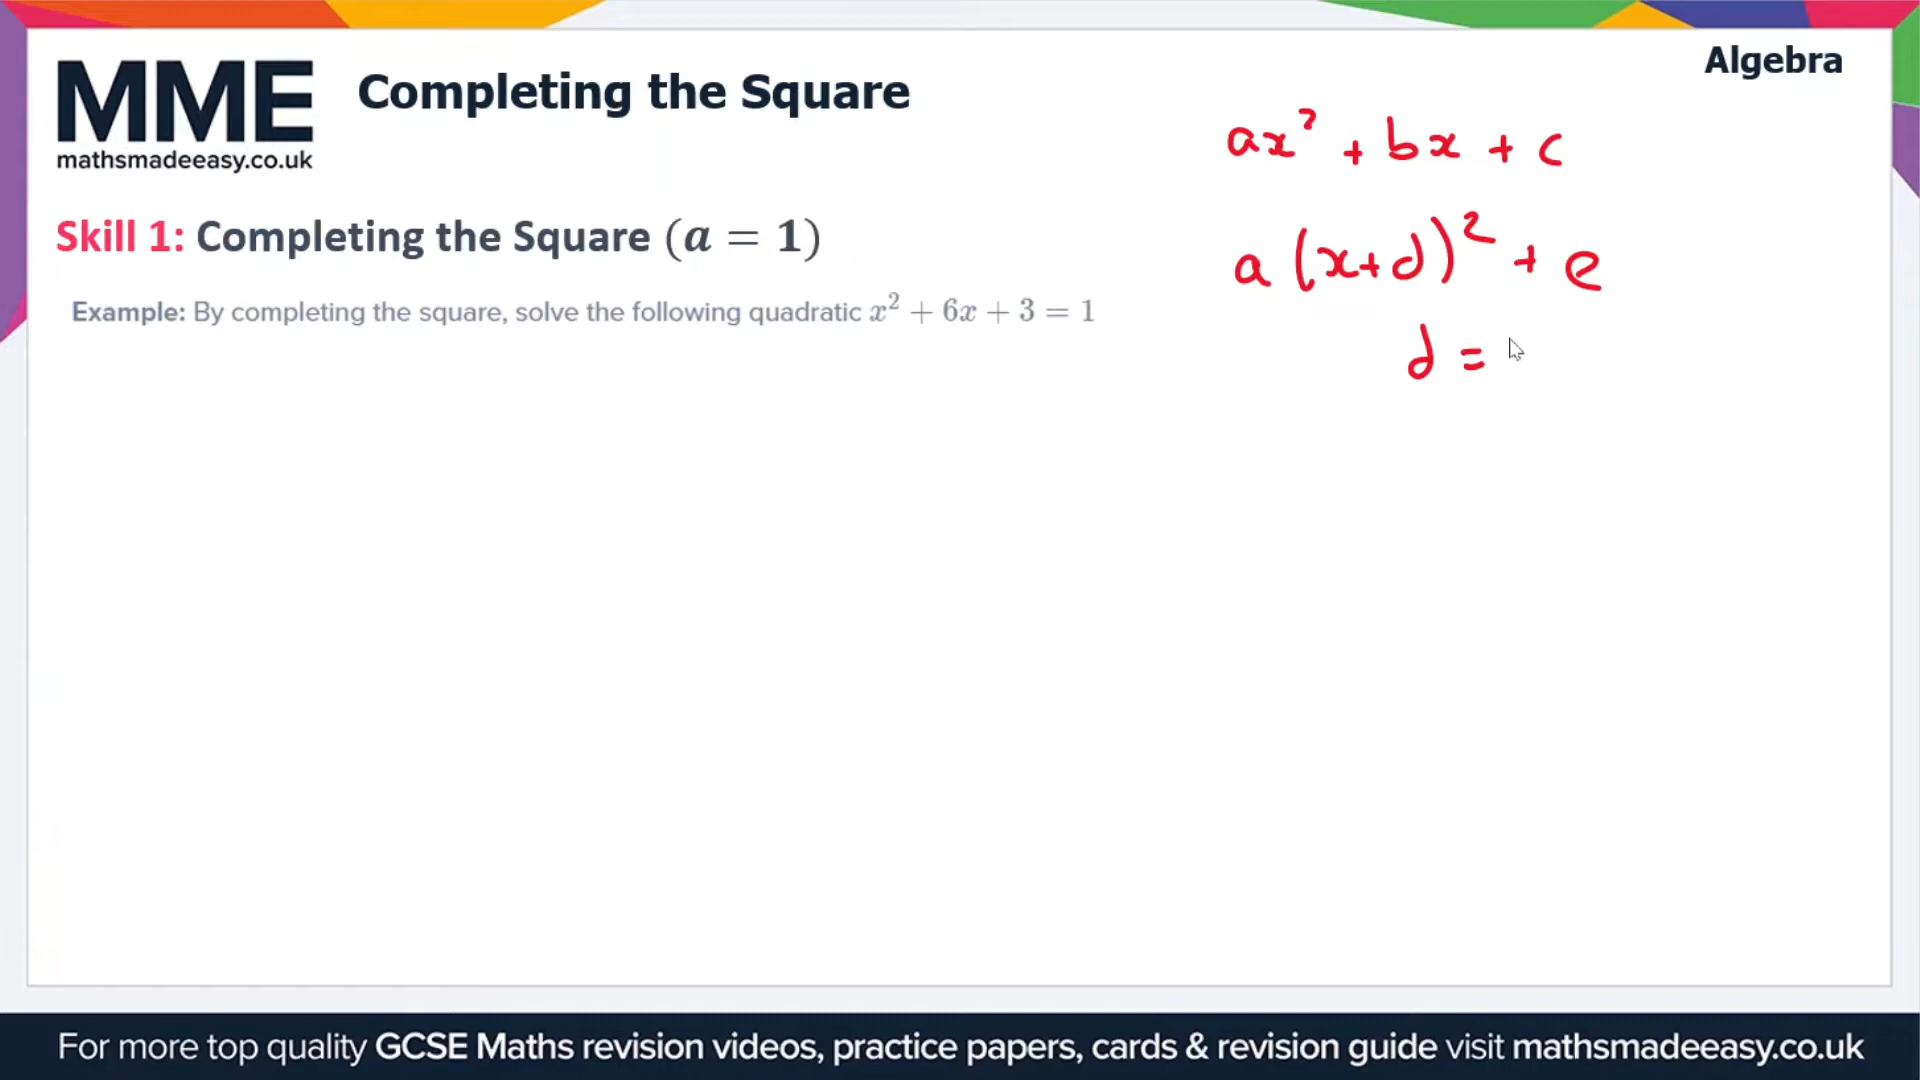 MME
mathsmadeeasy.co.uk
Completing the Square
Algebra
ax² + bx + c
Skill 1: Completing the Square (a = 1)
a(x+d)² + e
Example: By completing the square, solve the following quadratic x² + 6x + 3 = 1
d =
For more top quality GCSE Maths revision videos, practice papers, cards & revision guide visit mathsmadeeasy.co.uk